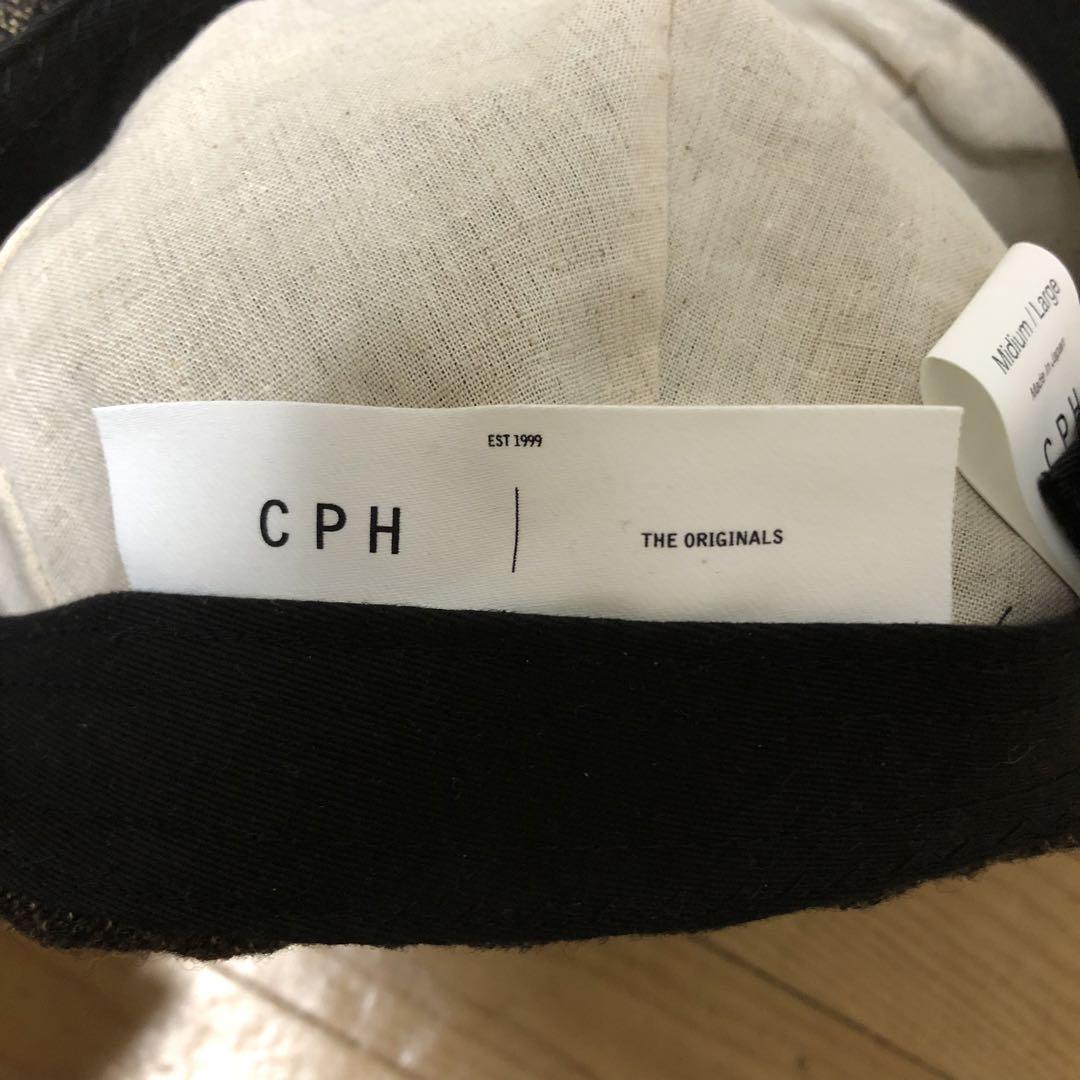 EST 1999
CPH
THE ORIGINALS
Midium / Large
Made in Japan
CPH